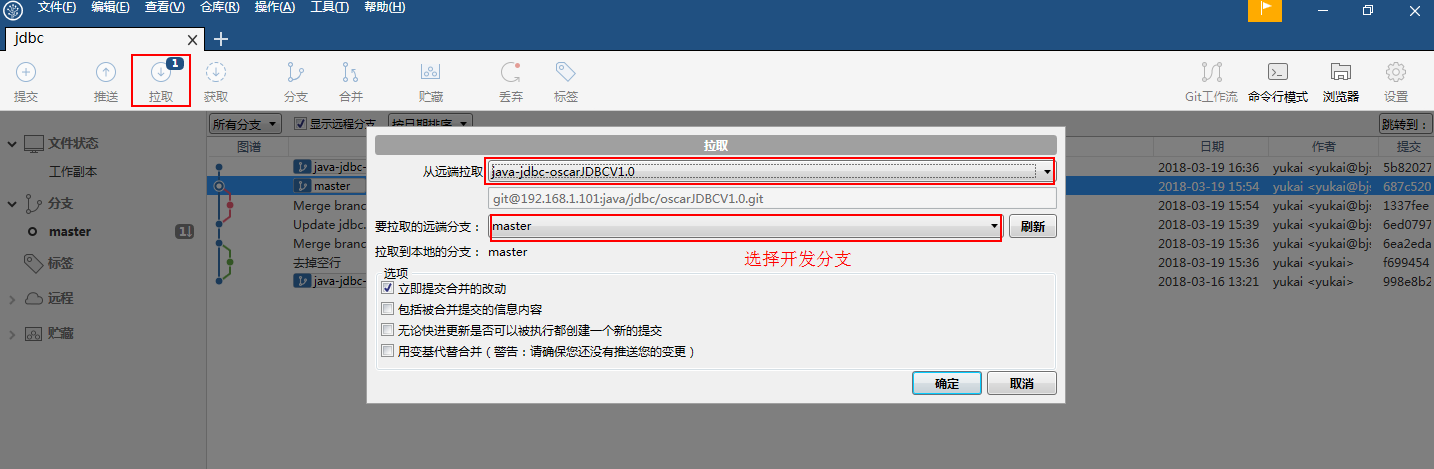 文件(F) 编辑(E) 查看(V) 仓库(R) 操作(A) 工具(T) 帮助(H)
jdbc
1
提交 推送 拉取 获取 分支 合并 贮藏 丢弃 标签 Git工作流 命令行模式 浏览器 设置
所有分支 显示远程分支 按日期排序 跳转到：
文件状态
工作副本
分支
master 1
标签
远程
贮藏
图谱 日期 作者 提交
java-jdbc- 2018-03-19 16:36 yukai <yukai@bjs 5b82027
master 2018-03-19 15:54 yukai <yukai@bjs 687c520
Merge branc 2018-03-19 15:54 yukai <yukai@bjs 1337fee
Update jdbc. 2018-03-19 15:39 yukai <yukai@bjs 6ed0797
Merge branc 2018-03-19 15:36 yukai <yukai@bjs 6ea2eda
去掉空行 2018-03-19 15:36 yukai <yukai> f699454
java-jdbc- 2018-03-16 13:21 yukai <yukai> 998e8b2
拉取
从远端拉取 java-jdbc-oscarJDBCV1.0
git@192.168.1.101:java/jdbc/oscarJDBCV1.0.git
要拉取的远端分支： master 刷新
拉取到本地的分支： master
选择开发分支
选项
立即提交合并的改动
包括被合并提交的信息内容
无论快进更新是否可以被执行都创建一个新的提交
用变基代替合并（警告：请确保您还没有推送您的变更）
确定 取消